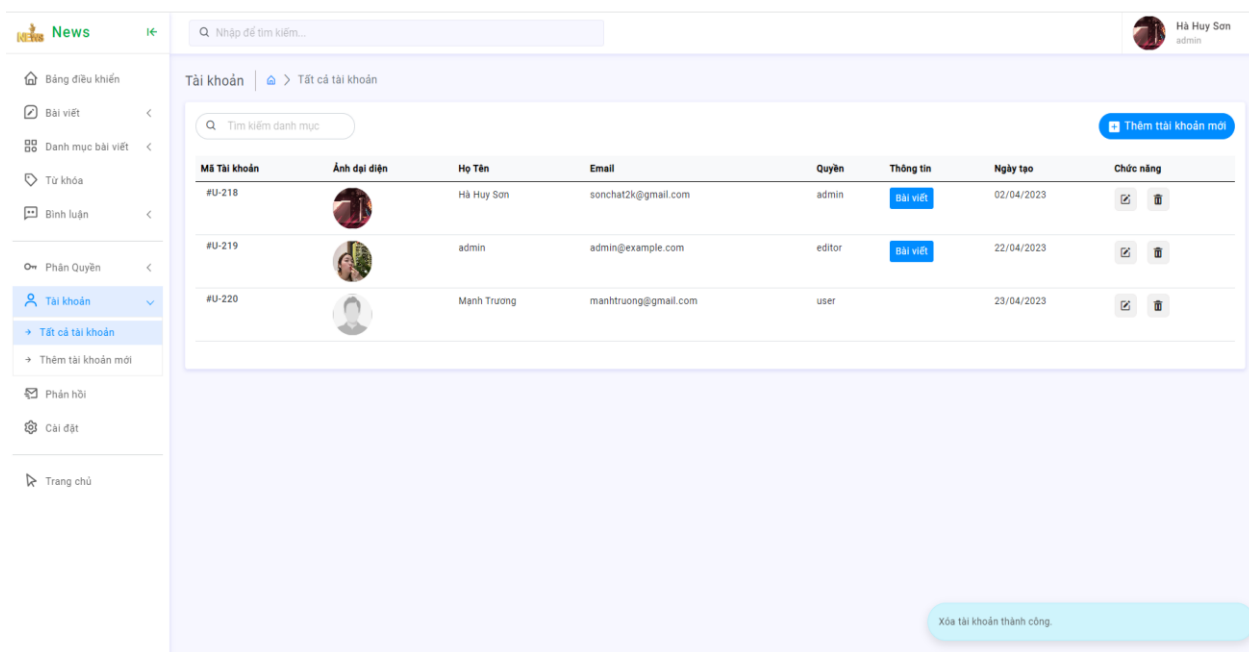 NEWS News
Nhập để tìm kiếm...
Hà Huy Sơn
admin
Bảng điều khiển
Bài viết
Danh mục bài viết
Từ khóa
Bình luận
Phân Quyền
Tài khoản
Tất cả tài khoản
Thêm tài khoản mới
Phản hồi
Cài đặt
Trang chủ
Tài khoản Tất cả tài khoản
Tìm kiếm danh mục
Thêm ttài khoản mới
Mã Tài khoản Ảnh đại diện Họ Tên Email Quyền Thông tin Ngày tạo Chức năng
#U-218 Hà Huy Sơn sonchat2k@gmail.com admin Bài viết 02/04/2023
#U-219 admin admin@example.com editor Bài viết 22/04/2023
#U-220 Mạnh Trương manhtruong@gmail.com user 23/04/2023
Xóa tài khoản thành công.